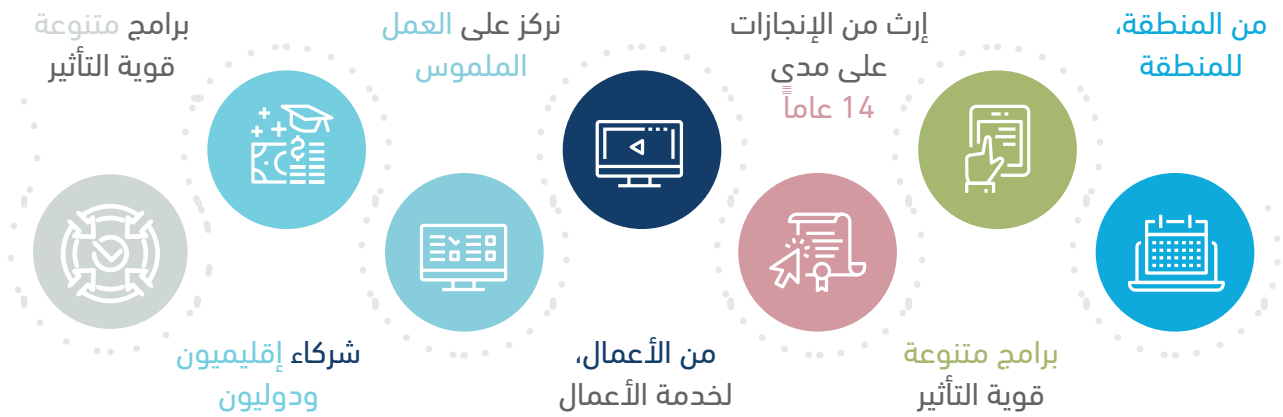 من المنطقة،
للمنطقة
برامج متنوعة
قوية التأثير
إرث من الإنجازات
على مدى
14 عاماً
من الأعمال،
لخدمة الأعمال
نركز على العمل
الملموس
شركاء إقليميون
ودوليون
برامج متنوعة
قوية التأثير